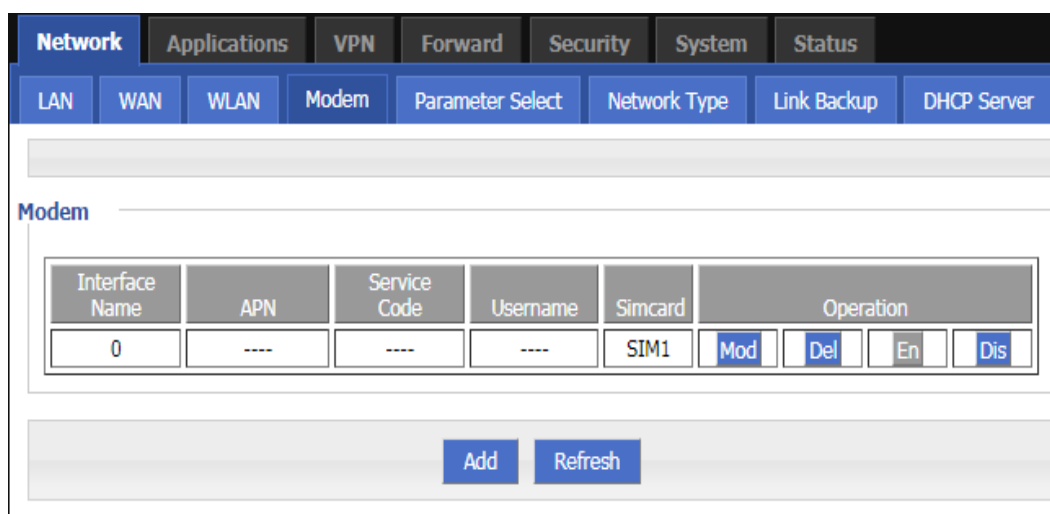 Network Applications VPN Forward Security System Status
LAN WAN WLAN Modem Parameter Select Network Type Link Backup DHCP Server
Modem
Interface Name APN Service Code Username Simcard Operation
0 ---- ---- ---- SIM1 Mod Del En Dis
Add Refresh